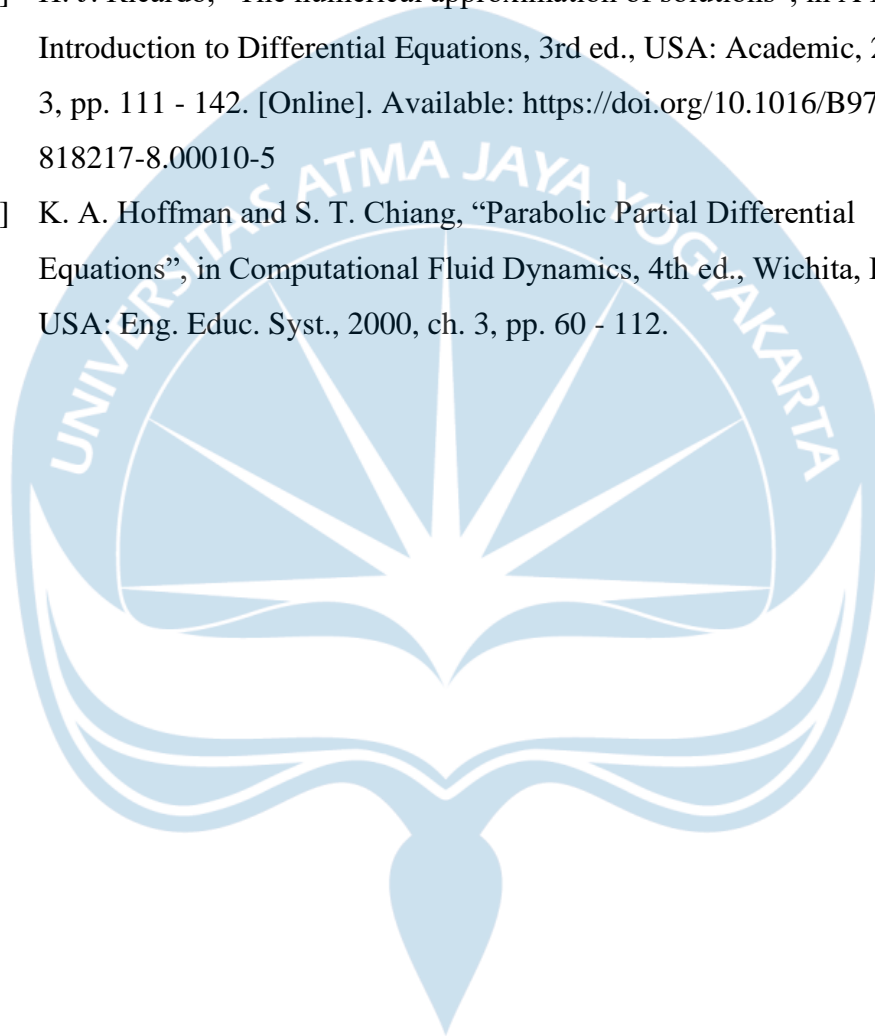 ] H. J. Ricardo, “The numerical approximation of solutions”, in A
Introduction to Differential Equations, 3rd ed., USA: Academic, 2
3, pp. 111 - 142. [Online]. Available: https://doi.org/10.1016/B97
818217-8.00010-5
] K. A. Hoffman and S. T. Chiang, “Parabolic Partial Differential
Equations”, in Computational Fluid Dynamics, 4th ed., Wichita,
USA: Eng. Educ. Syst., 2000, ch. 3, pp. 60 - 112.
UNIVERSITAS ATMA JAYA YOGYAKARTA